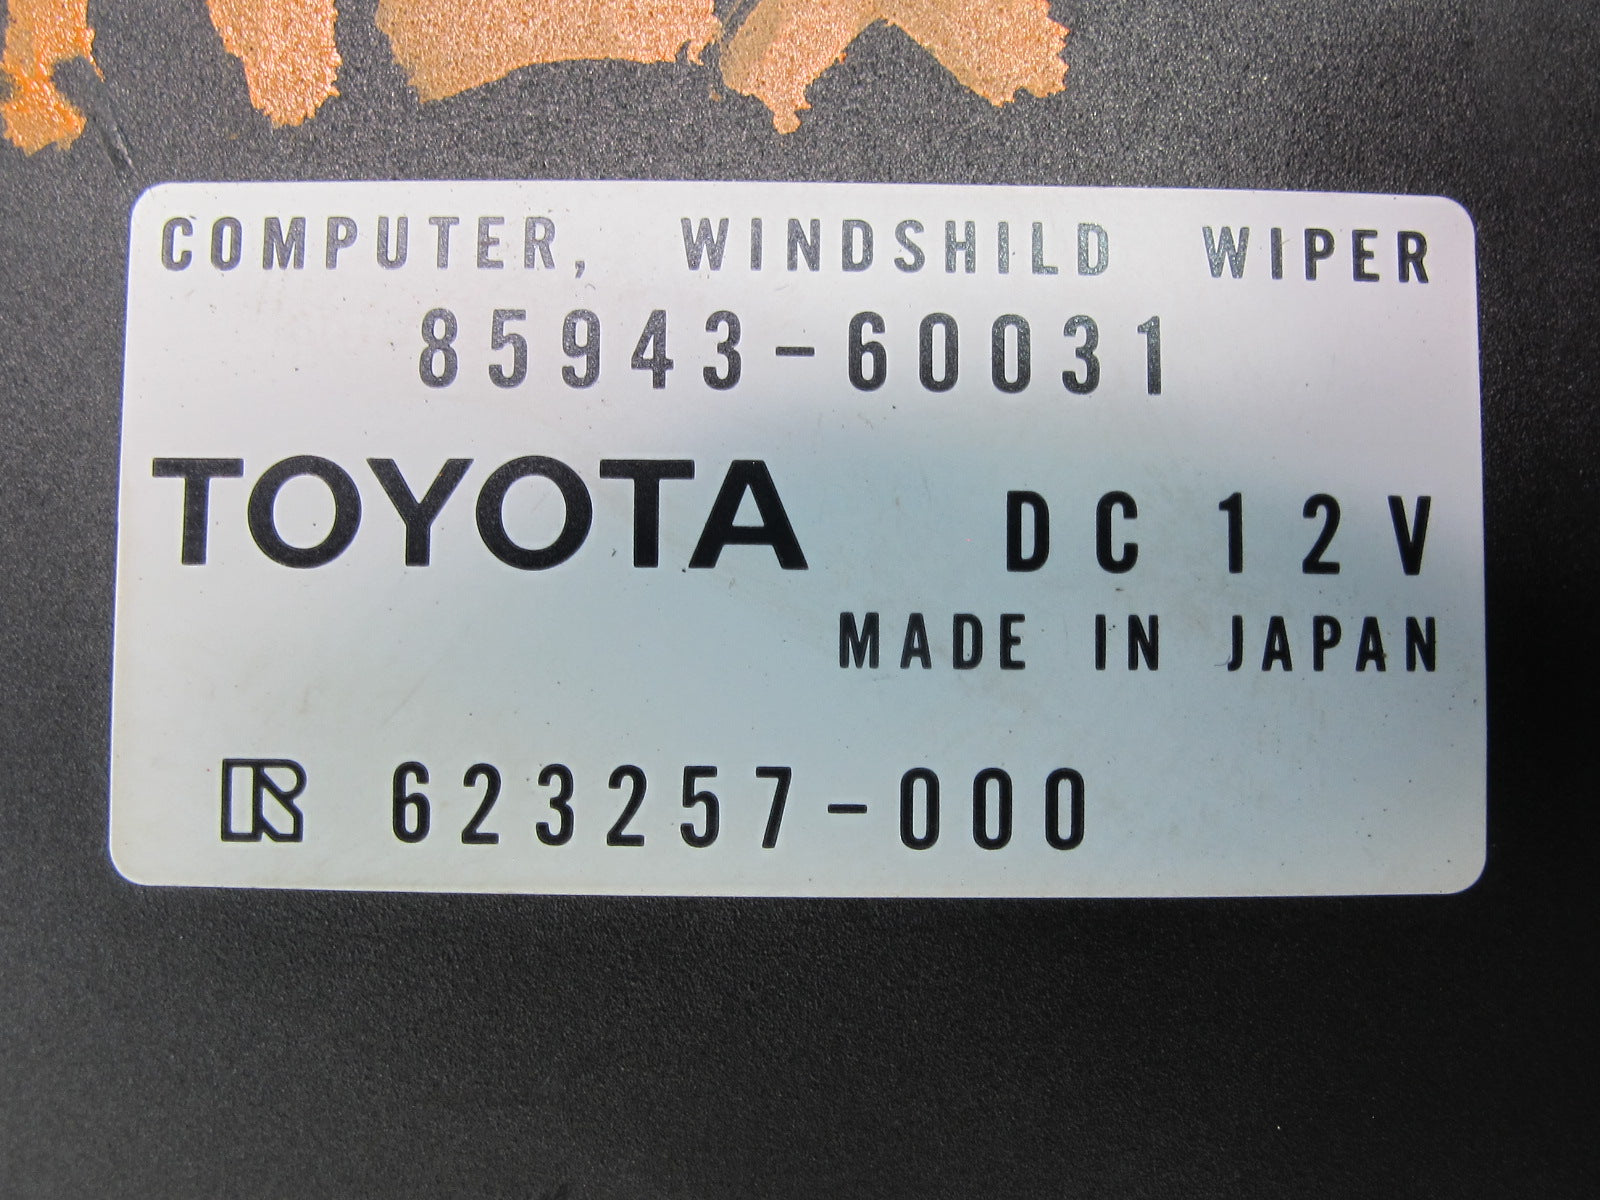 COMPUTER, WINDSHILD WIPER
85943-60031
TOYOTA DC 12V
MADE IN JAPAN
R 623257-000